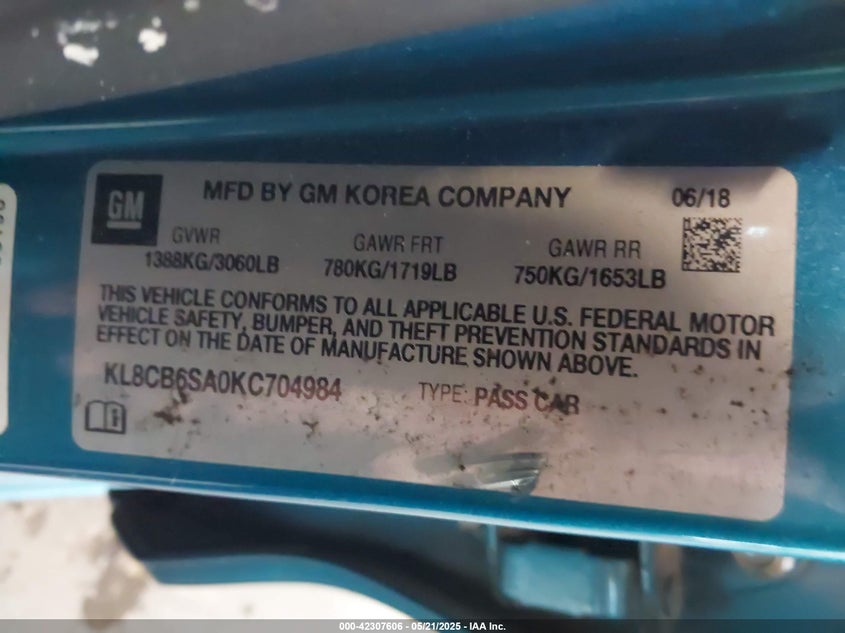 GM
MFD BY GM KOREA COMPANY 06/18
GVWR GAWR FRT GAWR RR
1388KG/3060LB 780KG/1719LB 750KG/1653LB
THIS VEHICLE CONFORMS TO ALL APPLICABLE U.S. FEDERAL MOTOR
VEHICLE SAFETY, BUMPER, AND THEFT PREVENTION STANDARDS IN
EFFECT ON THE DATE OF MANUFACTURE SHOWN ABOVE.
KL8CB6SA0KC704984 TYPE: PASS CAR
000-42307606 - 05/21/2025 - IAA Inc.